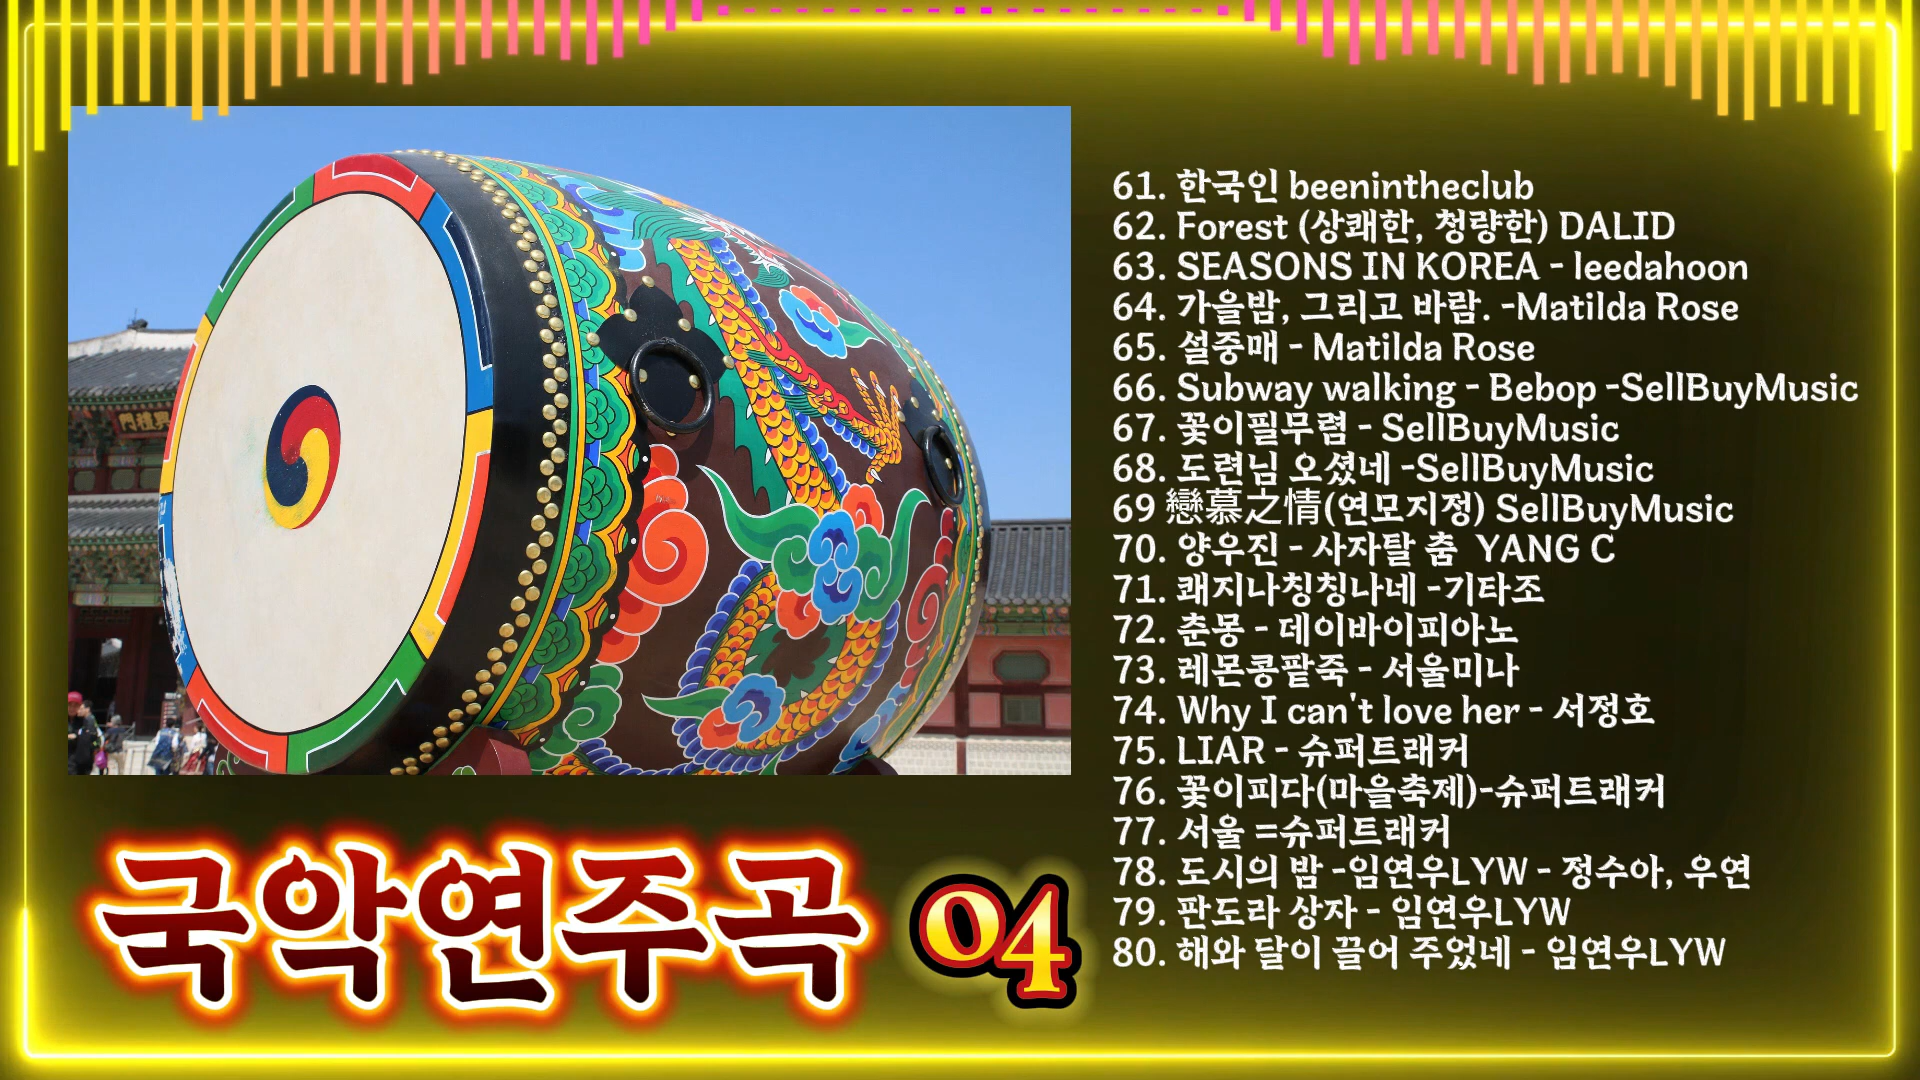 61. 한국인 beenintheclub
62. Forest (상쾌한, 청량한) DALID
63. SEASONS IN KOREA - leedahoon
64. 가을밤, 그리고 바람. -Matilda Rose
65. 설중매 - Matilda Rose
66. Subway walking - Bebop -SellBuyMusic
67. 꽃이필무렴 - SellBuyMusic
68. 도련님 오셨네 -SellBuyMusic
69 戀慕之情(연모지정) SellBuyMusic
70. 양우진 - 사자탈 춤 YANG C
71. 쾌지나칭칭나네 -기타조
72. 춘몽 - 데이바이피아노
73. 레몬콩팥죽 - 서울미나
74. Why I can't love her - 서정호
75. LIAR - 슈퍼트래커
76. 꽃이피다(마을축제)-슈퍼트래커
77. 서울 =슈퍼트래커
78. 도시의 밤 -임연우LYW - 정수아, 우연
79. 판도라 상자 - 임연우LYW
80. 해와 달이 끌어 주었네 - 임연우LYW
국악연주곡 04
門禮興